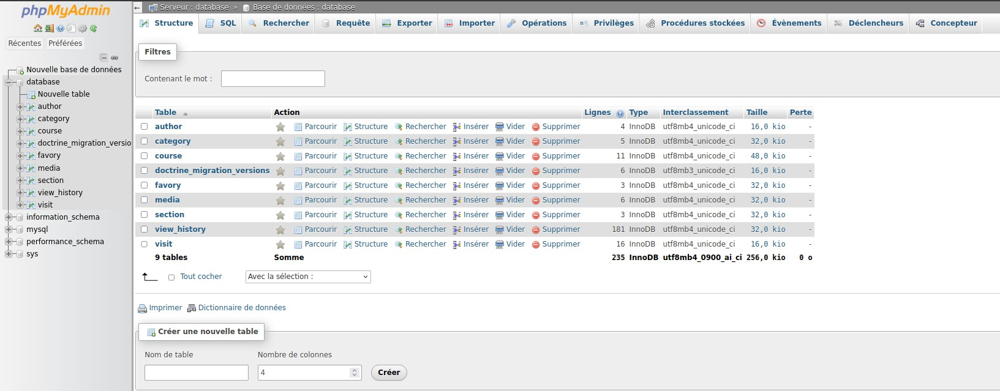 phpMyAdmin
Récentes Préférées
Nouvelle base de données
database
Nouvelle table
author
category
course
doctrine_migration_versio
favory
media
section
view_history
visit
information_schema
mysql
performance_schema
sys
Serveur : database » Base de données : database
Structure SQL Rechercher Requête Exporter Importer Opérations Privilèges Procédures stockées Évènements Déclencheurs Concepteur
Filtres
Contenant le mot :
Table Action Lignes Type Interclassement Taille Perte
author Parcourir Structure Rechercher Insérer Vider Supprimer 4 InnoDB utf8mb4_unicode_ci 16,0 kio -
category Parcourir Structure Rechercher Insérer Vider Supprimer 5 InnoDB utf8mb4_unicode_ci 32,0 kio -
course Parcourir Structure Rechercher Insérer Vider Supprimer 11 InnoDB utf8mb4_unicode_ci 48,0 kio -
doctrine_migration_versions Parcourir Structure Rechercher Insérer Vider Supprimer 6 InnoDB utf8mb3_unicode_ci 16,0 kio -
favory Parcourir Structure Rechercher Insérer Vider Supprimer 3 InnoDB utf8mb4_unicode_ci 32,0 kio -
media Parcourir Structure Rechercher Insérer Vider Supprimer 6 InnoDB utf8mb4_unicode_ci 32,0 kio -
section Parcourir Structure Rechercher Insérer Vider Supprimer 3 InnoDB utf8mb4_unicode_ci 32,0 kio -
view_history Parcourir Structure Rechercher Insérer Vider Supprimer 181 InnoDB utf8mb4_unicode_ci 32,0 kio -
visit Parcourir Structure Rechercher Insérer Vider Supprimer 16 InnoDB utf8mb4_unicode_ci 16,0 kio -
9 tables Somme 235 InnoDB utf8mb4_0900_ai_ci 256,0 kio 0 o
Tout cocher Avec la sélection :
Imprimer Dictionnaire de données
Créer une nouvelle table
Nom de table Nombre de colonnes
4 Créer